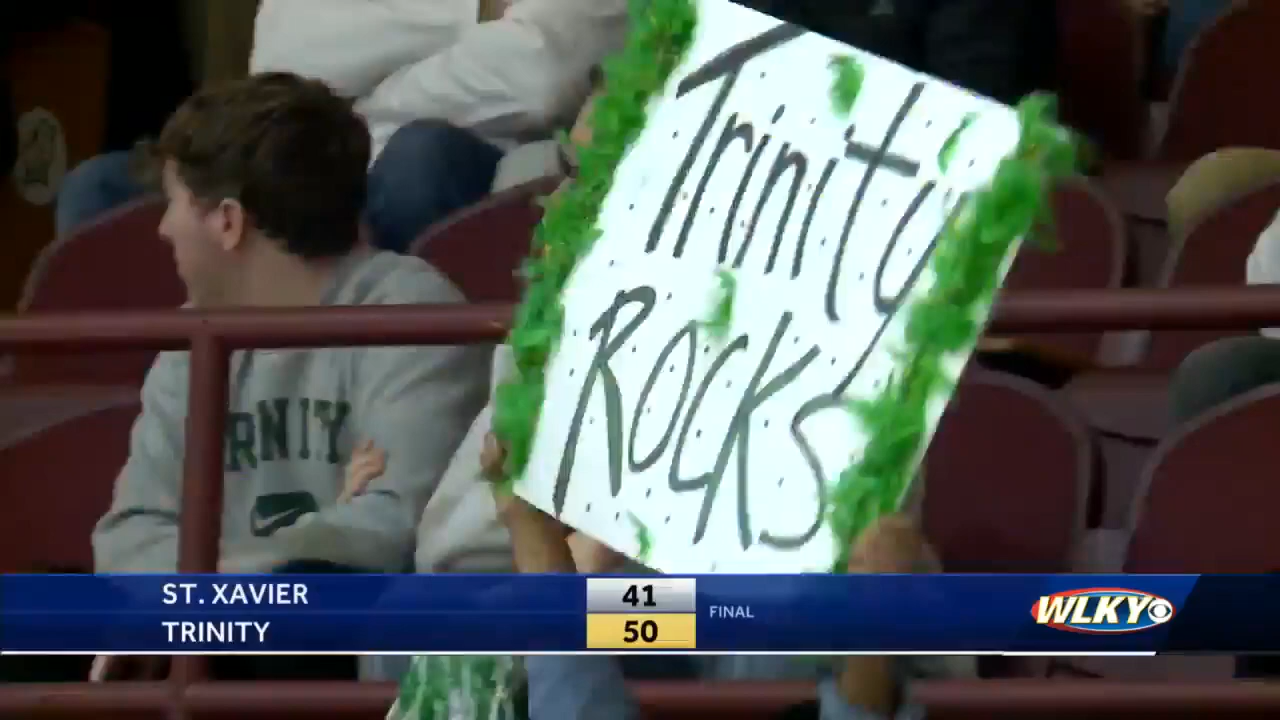 Trinity
ROCKS
RNITY
ST. XAVIER 41
TRINITY 50
FINAL
WLKY